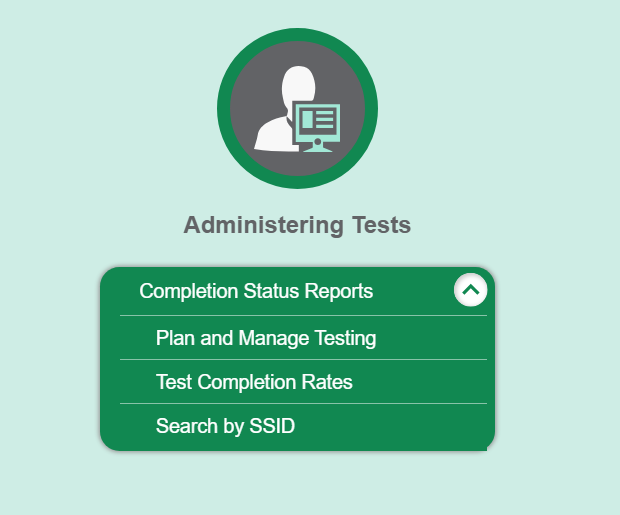 Administering Tests
Completion Status Reports
Plan and Manage Testing
Test Completion Rates
Search by SSID